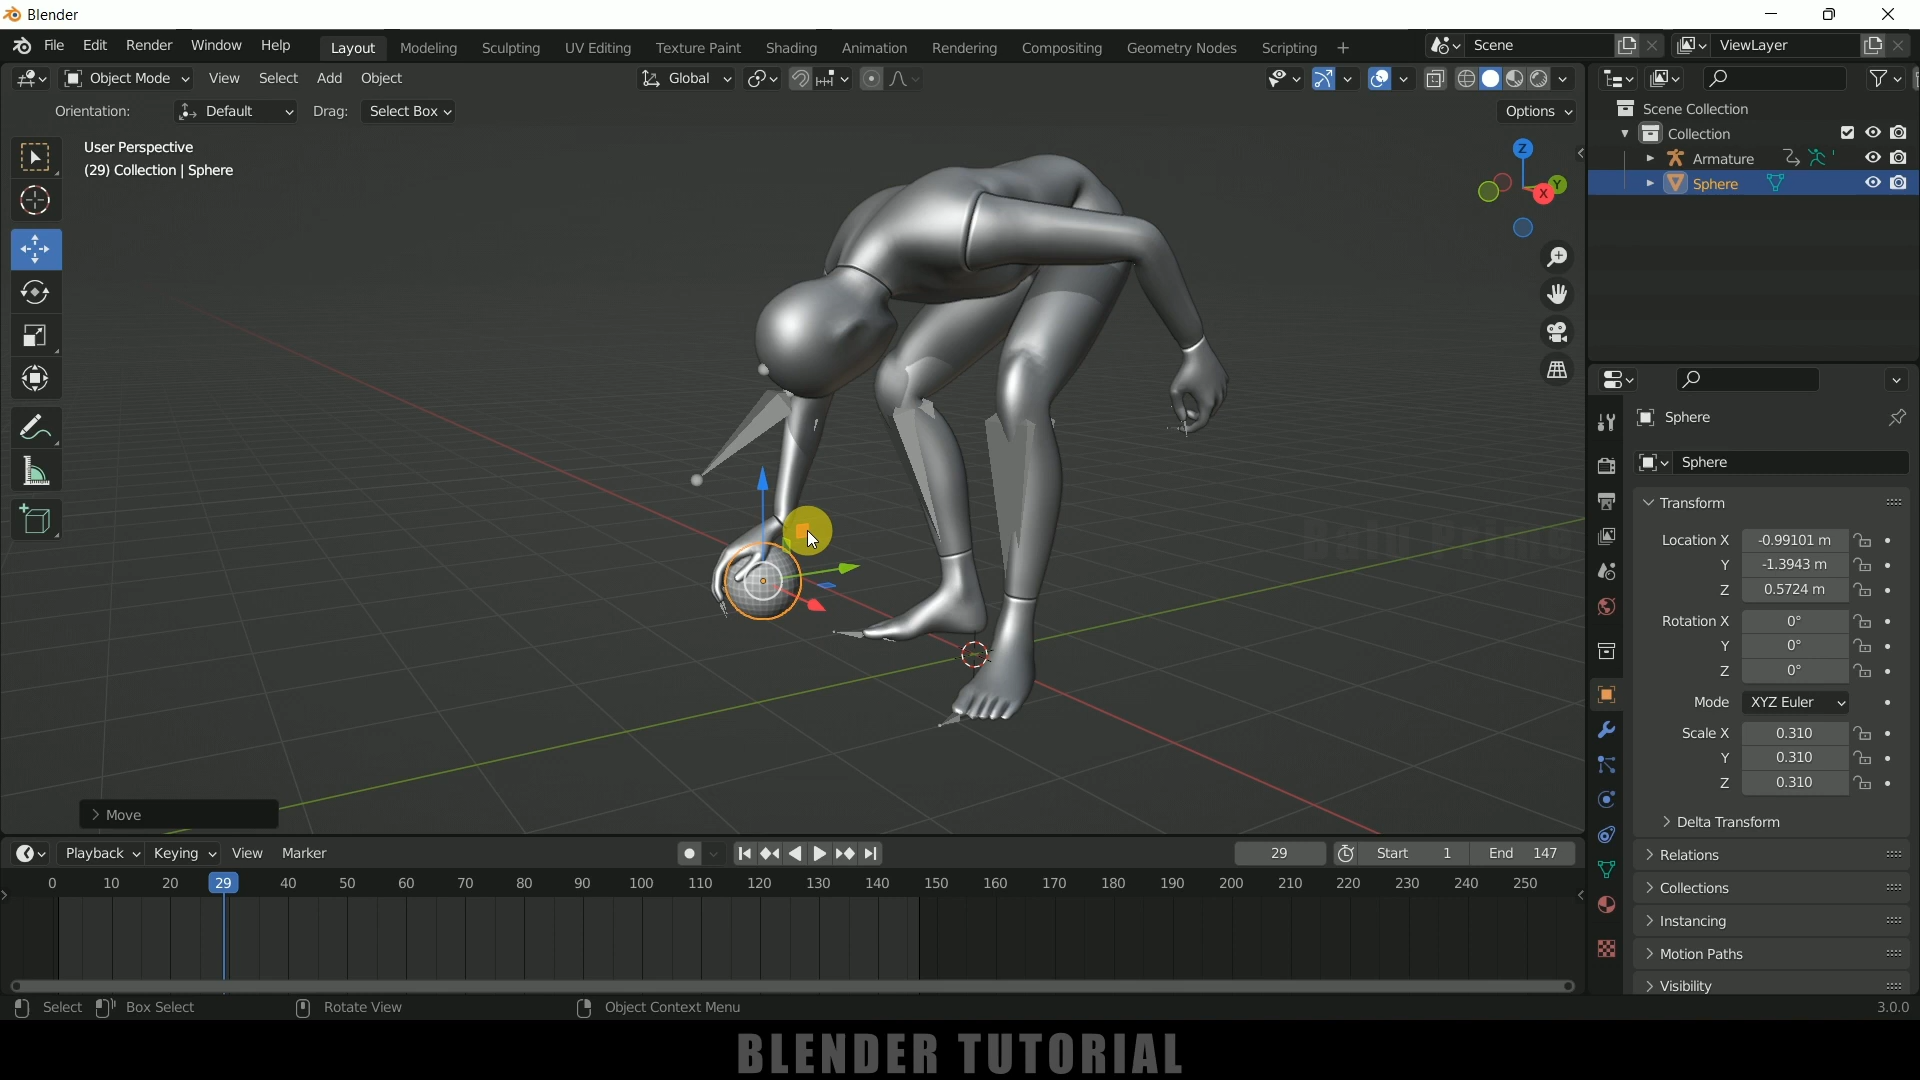 Blender
File Edit Render Window Help Layout Modeling Sculpting UV Editing Texture Paint Shading Animation Rendering Compositing Geometry Nodes Scripting + Scene ViewLayer
Object Mode View Select Add Object Global
Orientation: Default Drag: Select Box Options
User Perspective
(29) Collection | Sphere
Z
Y
X
Scene Collection
Collection
Armature
Sphere
Sphere
Sphere
Transform
Location X -0.99101 m
Y -1.3943 m
Z 0.5724 m
Rotation X 0°
Y 0°
Z 0°
Mode XYZ Euler
Scale X 0.310
Y 0.310
Z 0.310
Delta Transform
Relations
Collections
Instancing
Motion Paths
Visibility
Move
Playback Keying View Marker 29 Start 1 End 147
0 10 20 29 40 50 60 70 80 90 100 110 120 130 140 150 160 170 180 190 200 210 220 230 240 250
Select Box Select Rotate View Object Context Menu 3.0.0
BLENDER TUTORIAL